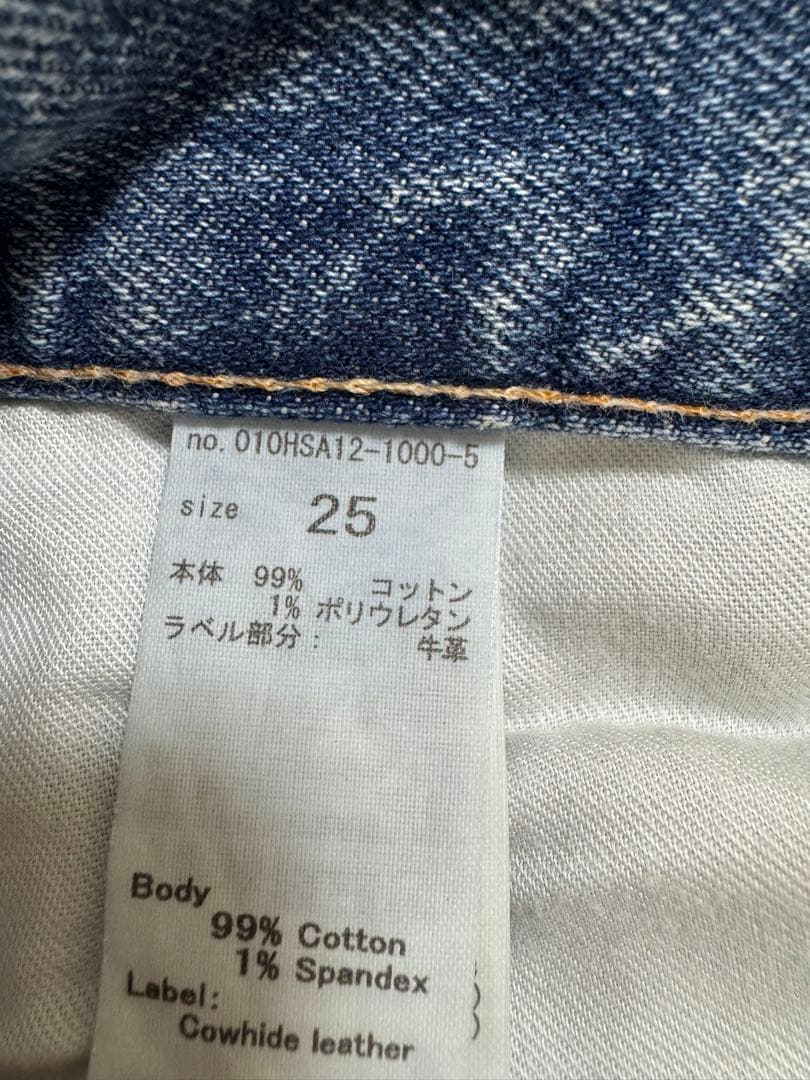 no. 010HSA12-1000-5
size 25
本体 99% コットン
1% ポリウレタン
ラベル部分: 牛革
Body
99% Cotton
1% Spandex
Label:
Cowhide leather